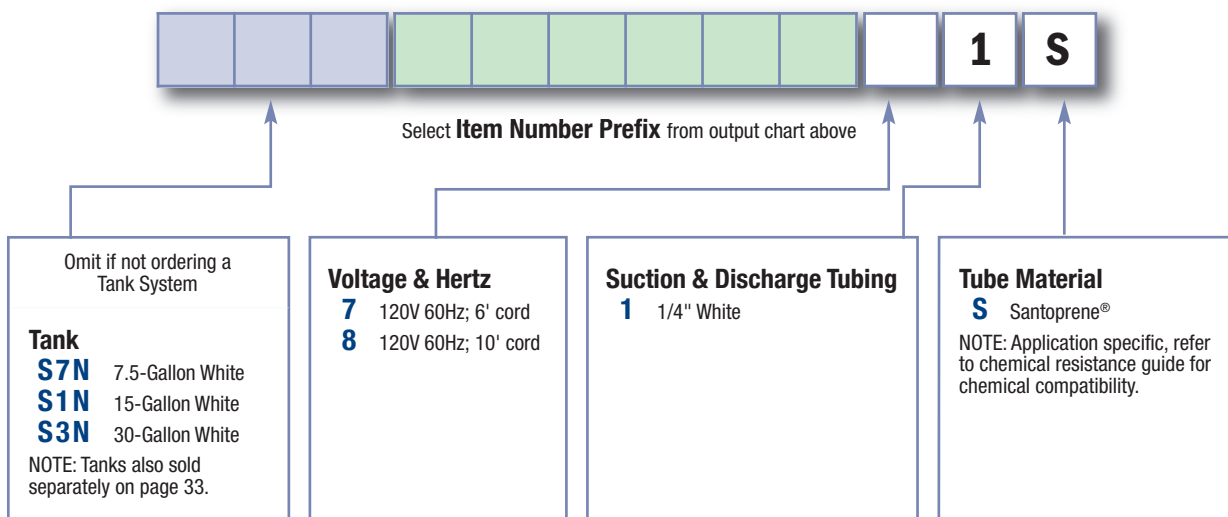 1 S
Select Item Number Prefix from output chart above
Omit if not ordering a
Tank System
Tank
S7N 7.5-Gallon White
S1N 15-Gallon White
S3N 30-Gallon White
NOTE: Tanks also sold
separately on page 33.
Voltage & Hertz
7 120V 60Hz; 6' cord
8 120V 60Hz; 10' cord
Suction & Discharge Tubing
1 1/4" White
Tube Material
S Santoprene®
NOTE: Application specific, refer
to chemical resistance guide for
chemical compatibility.